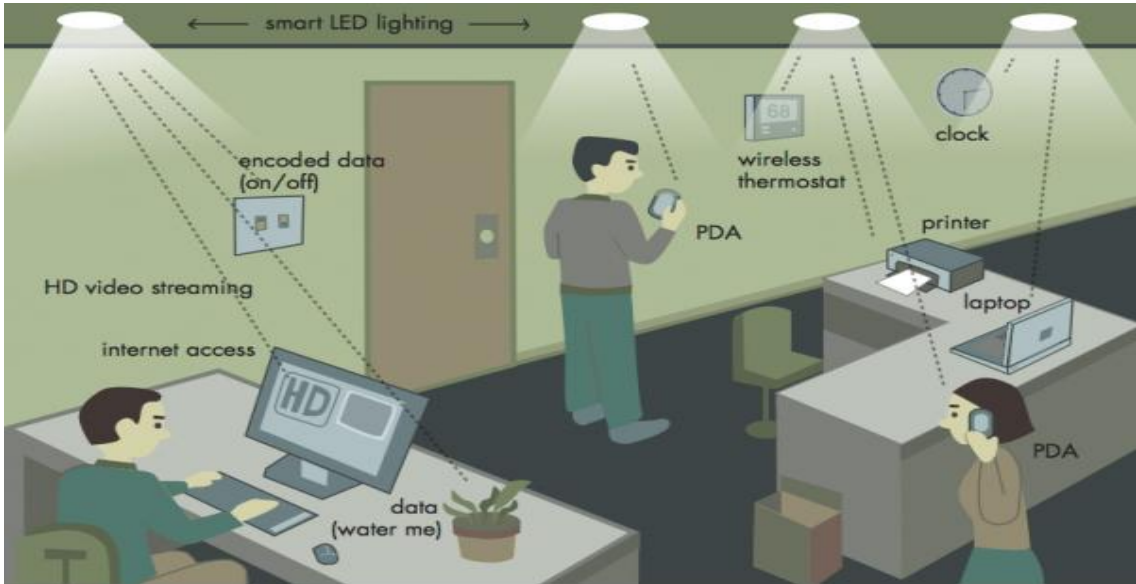 smart LED lighting
encoded data
(on/off)
68
wireless
thermostat
clock
PDA
printer
HD video streaming
laptop
internet access
HD
PDA
data
(water me)